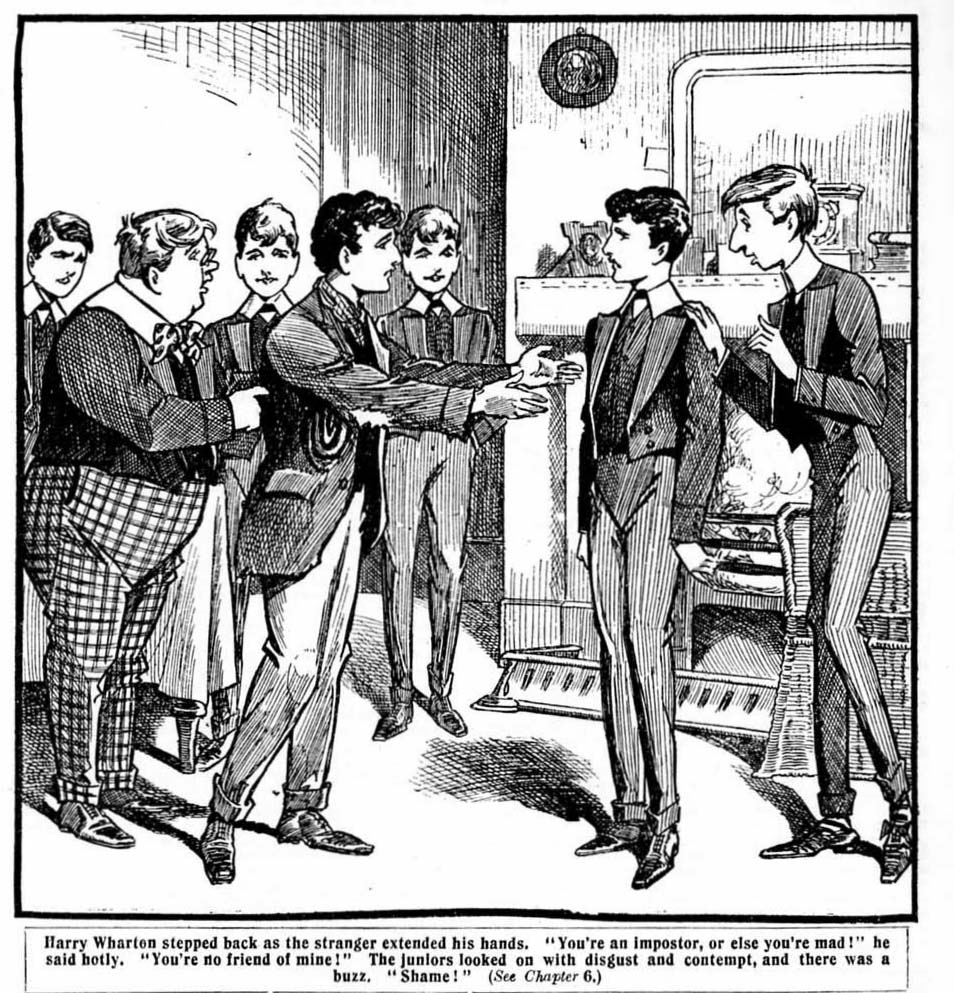 Harry Wharton stepped back as the stranger extended his hands. "You're an impostor, or else you're mad!" he
said hotly. "You're no friend of mine!" The juniors looked on with disgust and contempt, and there was a
buzz. "Shame!" (See Chapter 6.)